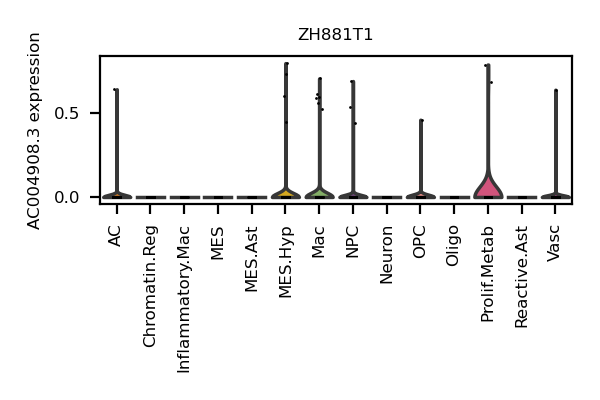 ZH881T1
AC004908.3 expression
0.5
0.0
AC
Chromatin.Reg
Inflammatory.Mac
MES
MES.Ast
MES.Hyp
Mac
NPC
Neuron
OPC
Oligo
Prolif.Metab
Reactive.Ast
Vasc